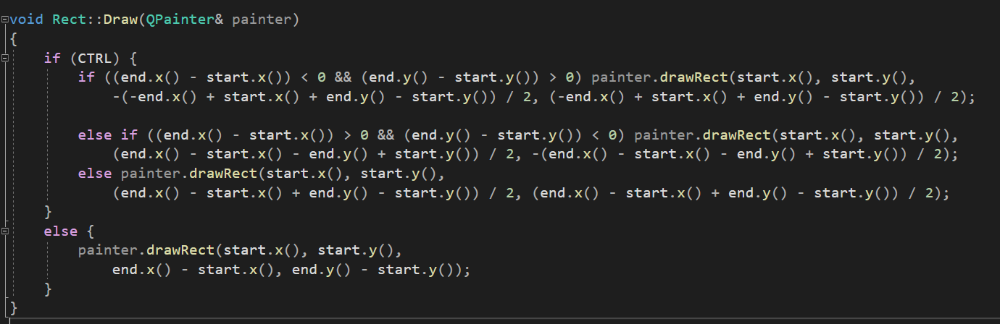 void Rect::Draw(QPainter& painter)
{
    if (CTRL) {
        if ((end.x() - start.x()) < 0 && (end.y() - start.y()) > 0) painter.drawRect(start.x(), start.y(),
            -(-end.x() + start.x() + end.y() - start.y()) / 2, (-end.x() + start.x() + end.y() - start.y()) / 2);
        else if ((end.x() - start.x()) > 0 && (end.y() - start.y()) < 0) painter.drawRect(start.x(), start.y(),
            (end.x() - start.x() - end.y() + start.y()) / 2, -(end.x() - start.x() - end.y() + start.y()) / 2);
        else painter.drawRect(start.x(), start.y(),
            (end.x() - start.x() + end.y() - start.y()) / 2, (end.x() - start.x() + end.y() - start.y()) / 2);
    }
    else {
        painter.drawRect(start.x(), start.y(),
            end.x() - start.x(), end.y() - start.y());
    }
}